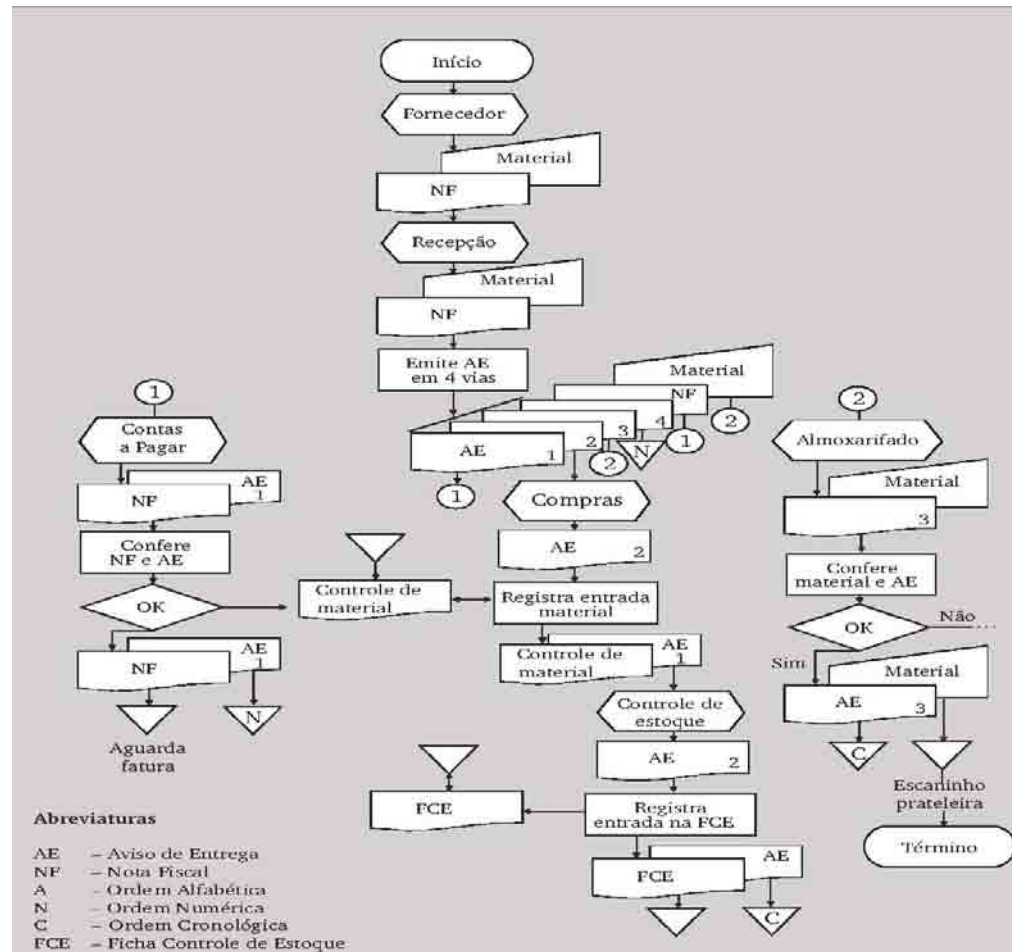 Início
Fornecedor
Material
NF
Recepção
Material
NF
Emite AE
em 4 vias
Material
NF
4
3
2
AE
1
1
2
N
1
2
1
Contas
a Pagar
AE
1
NF
Confere
NF e AE
OK
AE
1
NF
N
Aguarda
fatura
Compras
AE
2
Controle de
material
Registra entrada
material
AE
1
Controle de
material
Controle de
estoque
AE
2
FCE
Registra
entrada na FCE
AE
FCE
C
2
Almoxarifado
Material
3
Confere
material e AE
OK
Não
Sim
Material
AE
3
C
Escaninho
prateleira
Término
Abreviaturas
AE – Aviso de Entrega
NF – Nota Fiscal
A – Ordem Alfabética
N – Ordem Numérica
C – Ordem Cronológica
FCE – Ficha Controle de Estoque